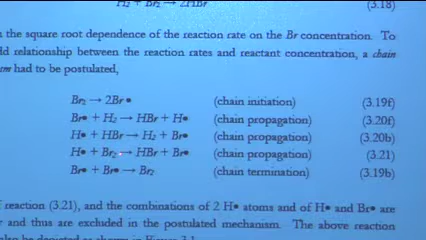 H₂ + Br₂ → 2HBr (3.18)
the square root dependence of the reaction rate on the Br concentration. To
relationship between the reaction rates and reactant concentration, a chain
had to be postulated,
Br₂ → 2Br• (chain initiation) (3.19f)
Br• + H₂ → HBr + H• (chain propagation) (3.20f)
H• + HBr → H₂ + Br• (chain propagation) (3.20b)
H• + Br₂ → HBr + Br• (chain propagation) (3.21)
Br• + Br• → Br₂ (chain termination) (3.19b)
reaction (3.21), and the combinations of 2 H• atoms and of H• and Br• are
and thus are excluded in the postulated mechanism. The above reaction